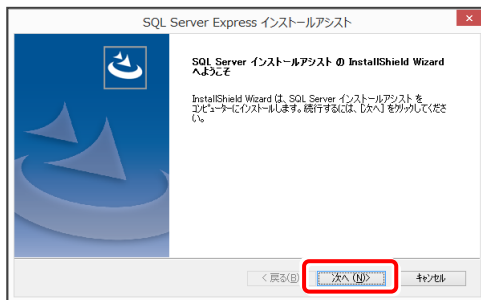 SQL Server Express インストールアシスト
SQL Server インストールアシスト の InstallShield Wizard
へようこそ
InstallShield Wizard は、SQL Server インストールアシスト を
コンピューターにインストールします。続行するには、[次へ] をクリックしてくださ
い。
< 戻る(B)
次へ (N)>
キャンセル